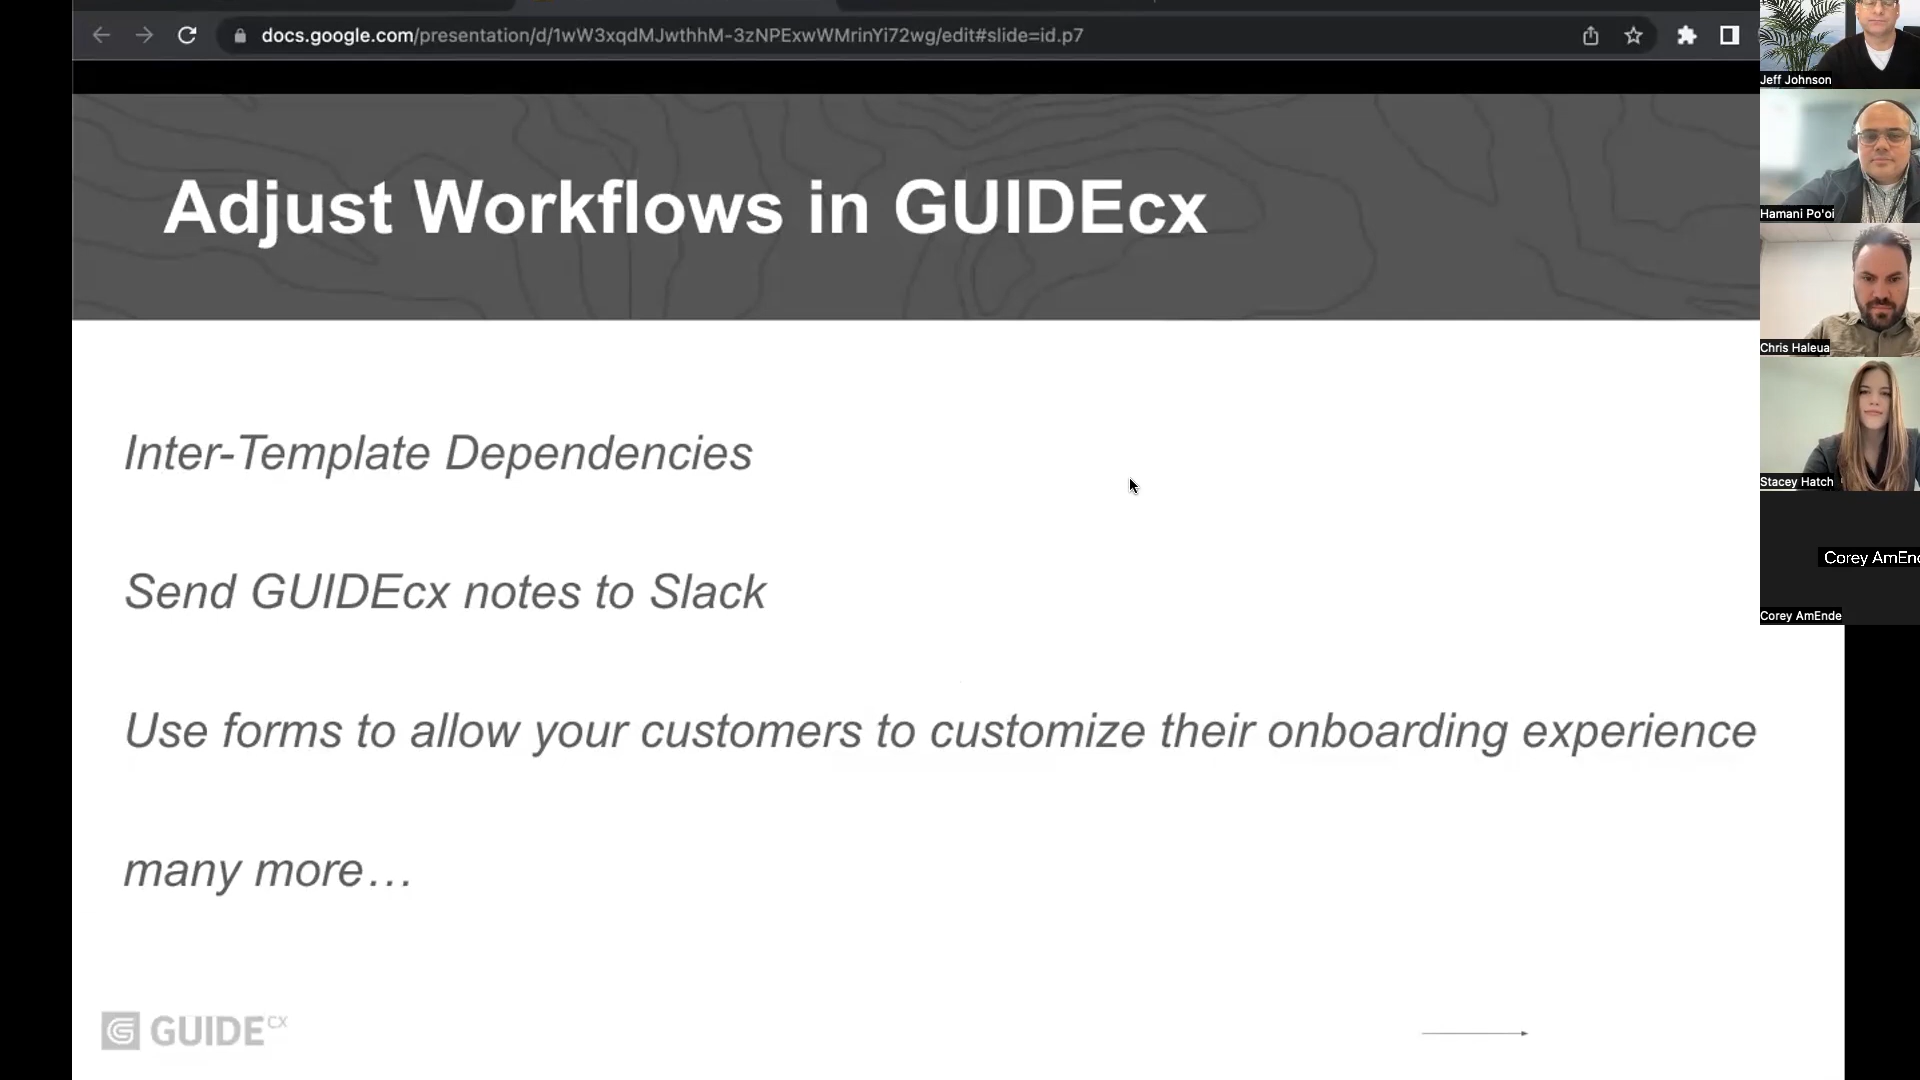 docs.google.com/presentation/d/1wW3xqdMJwthhM-3zNPExwWMrinYi72wg/edit#slide=id.p7
Jeff Johnson
Hamani Po'oi
Chris Haleua
Stacey Hatch
Corey AmEnd
Corey AmEnde
Adjust Workflows in GUIDEcx
Inter-Template Dependencies
Send GUIDEcx notes to Slack
Use forms to allow your customers to customize their onboarding experience
many more…
GUIDE CX